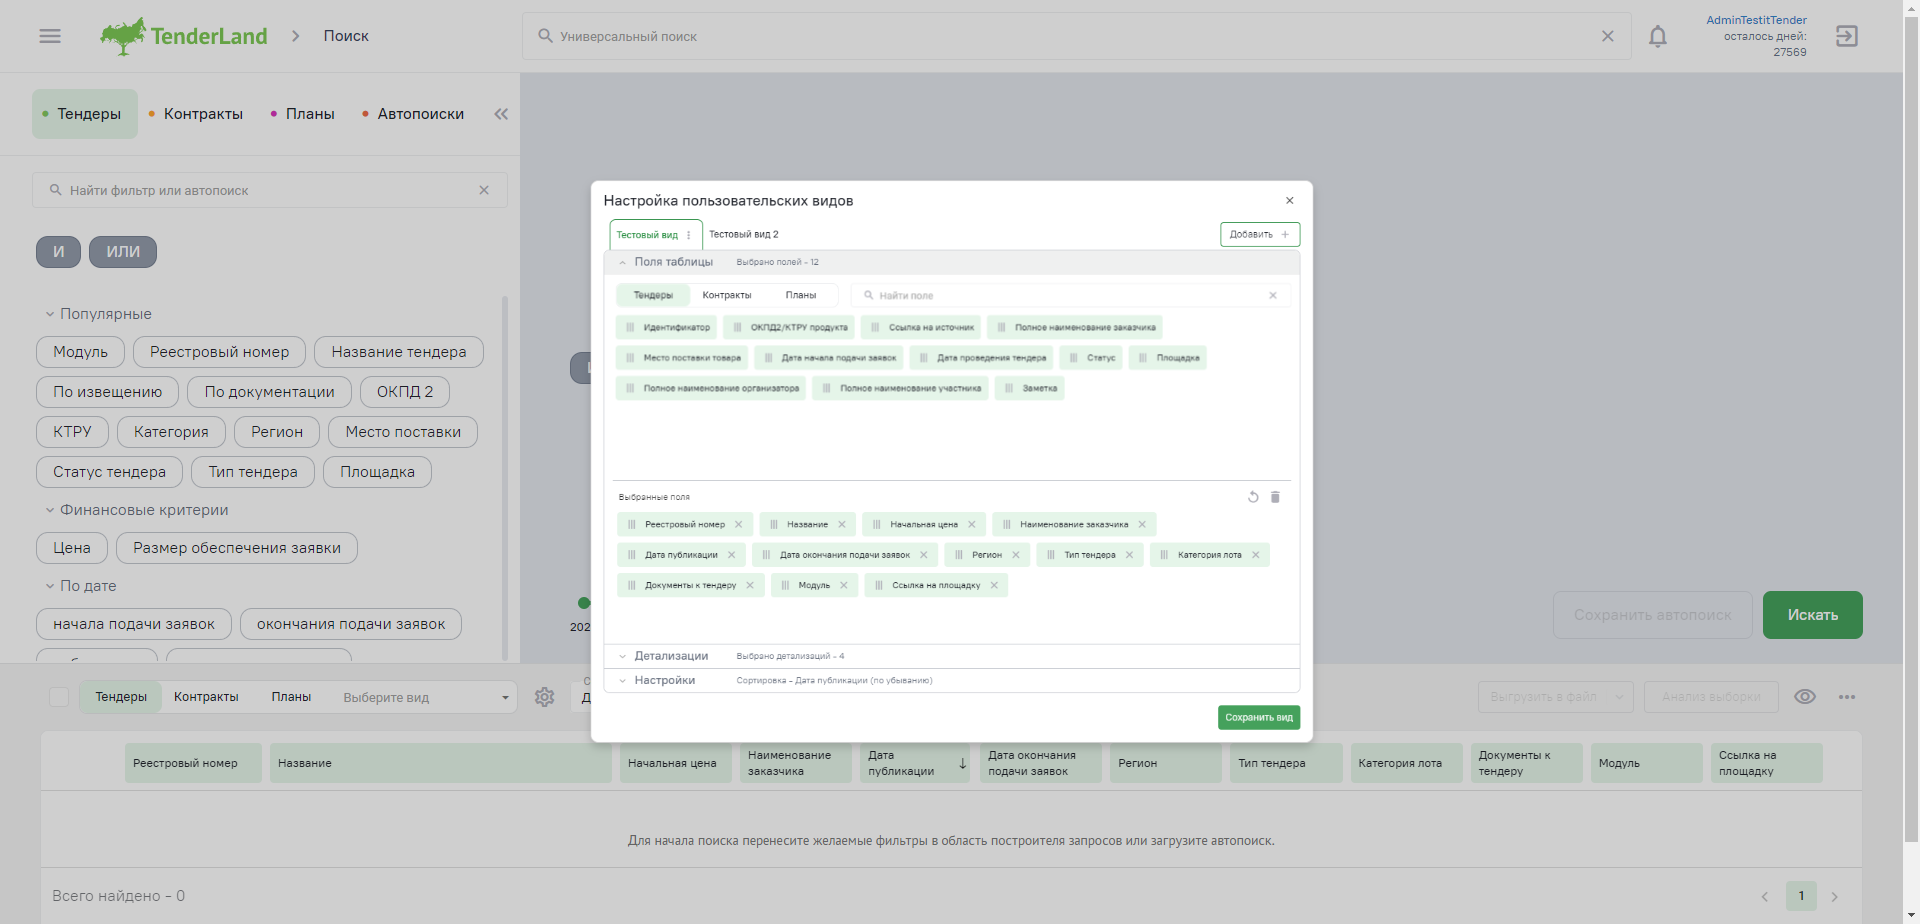 TenderLand
Поиск
Универсальный поиск
AdminTestitTender
осталось дней:
27569
Тендеры
Контракты
Планы
Автопоиски
Найти фильтр или автопоиск
И
ИЛИ
Популярные
Модуль
Реестровый номер
Название тендера
По извещению
По документации
ОКПД 2
КТРУ
Категория
Регион
Место поставки
Статус тендера
Тип тендера
Площадка
Финансовые критерии
Цена
Размер обеспечения заявки
По дате
начала подачи заявок
окончания подачи заявок
202
Настройка пользовательских видов
Тестовый вид
Тестовый вид 2
Добавить
Поля таблицы
Выбрано полей - 12
Тендеры
Контракты
Планы
Найти поле
Идентификатор
ОКПД2/КТРУ продукта
Ссылка на источник
Полное наименование заказчика
Место поставки товара
Дата начала подачи заявок
Дата проведения тендера
Статус
Площадка
Полное наименование организатора
Полное наименование участника
Заметка
Выбранные поля
Реестровый номер
Название
Начальная цена
Наименование заказчика
Дата публикации
Дата окончания подачи заявок
Регион
Тип тендера
Категория лота
Документы к тендеру
Модуль
Ссылка на площадку
Детализации
Выбрано детализаций - 4
Настройки
Сортировка - Дата публикации (по убыванию)
Сохранить вид
Сохранить автопоиск
Искать
Тендеры
Контракты
Планы
Выберите вид
Выгрузить в файл
Анализ выборки
Реестровый номер
Название
Начальная цена
Наименование
заказчика
Дата
публикации
Дата окончания
подачи заявок
Регион
Тип тендера
Категория лота
Документы к
тендеру
Модуль
Ссылка на
площадку
Для начала поиска перенесите желаемые фильтры в область построителя запросов или загрузите автопоиск.
Всего найдено - 0
1